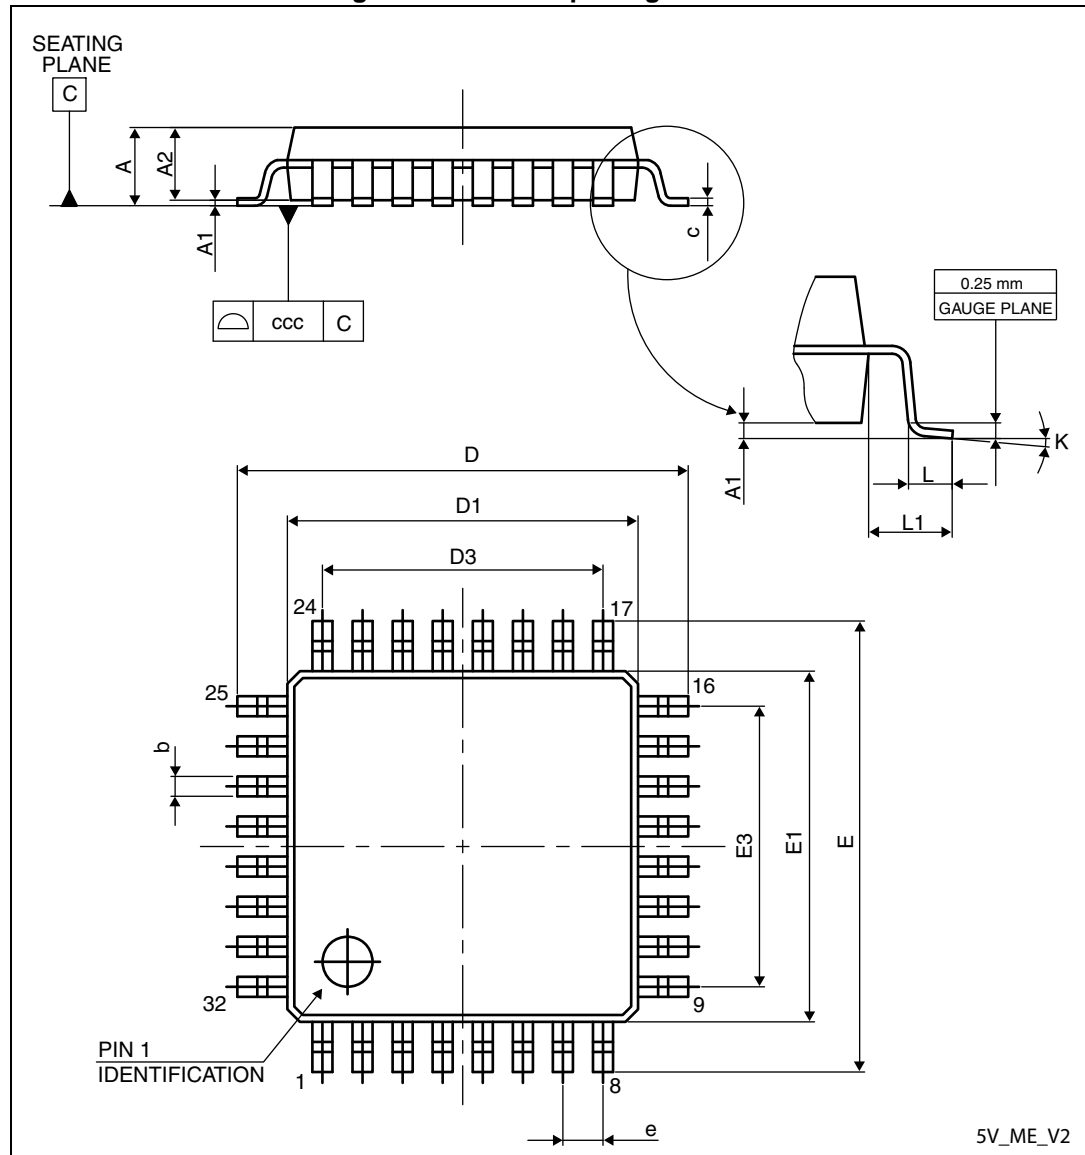 SEATING
PLANE
C
A
A2
A1
c
ccc
C
0.25 mm
GAUGE PLANE
K
A1
L
L1
D
D1
D3
24
17
25
16
b
E3
E1
E
32
9
PIN 1
IDENTIFICATION
1
8
e
5V_ME_V2